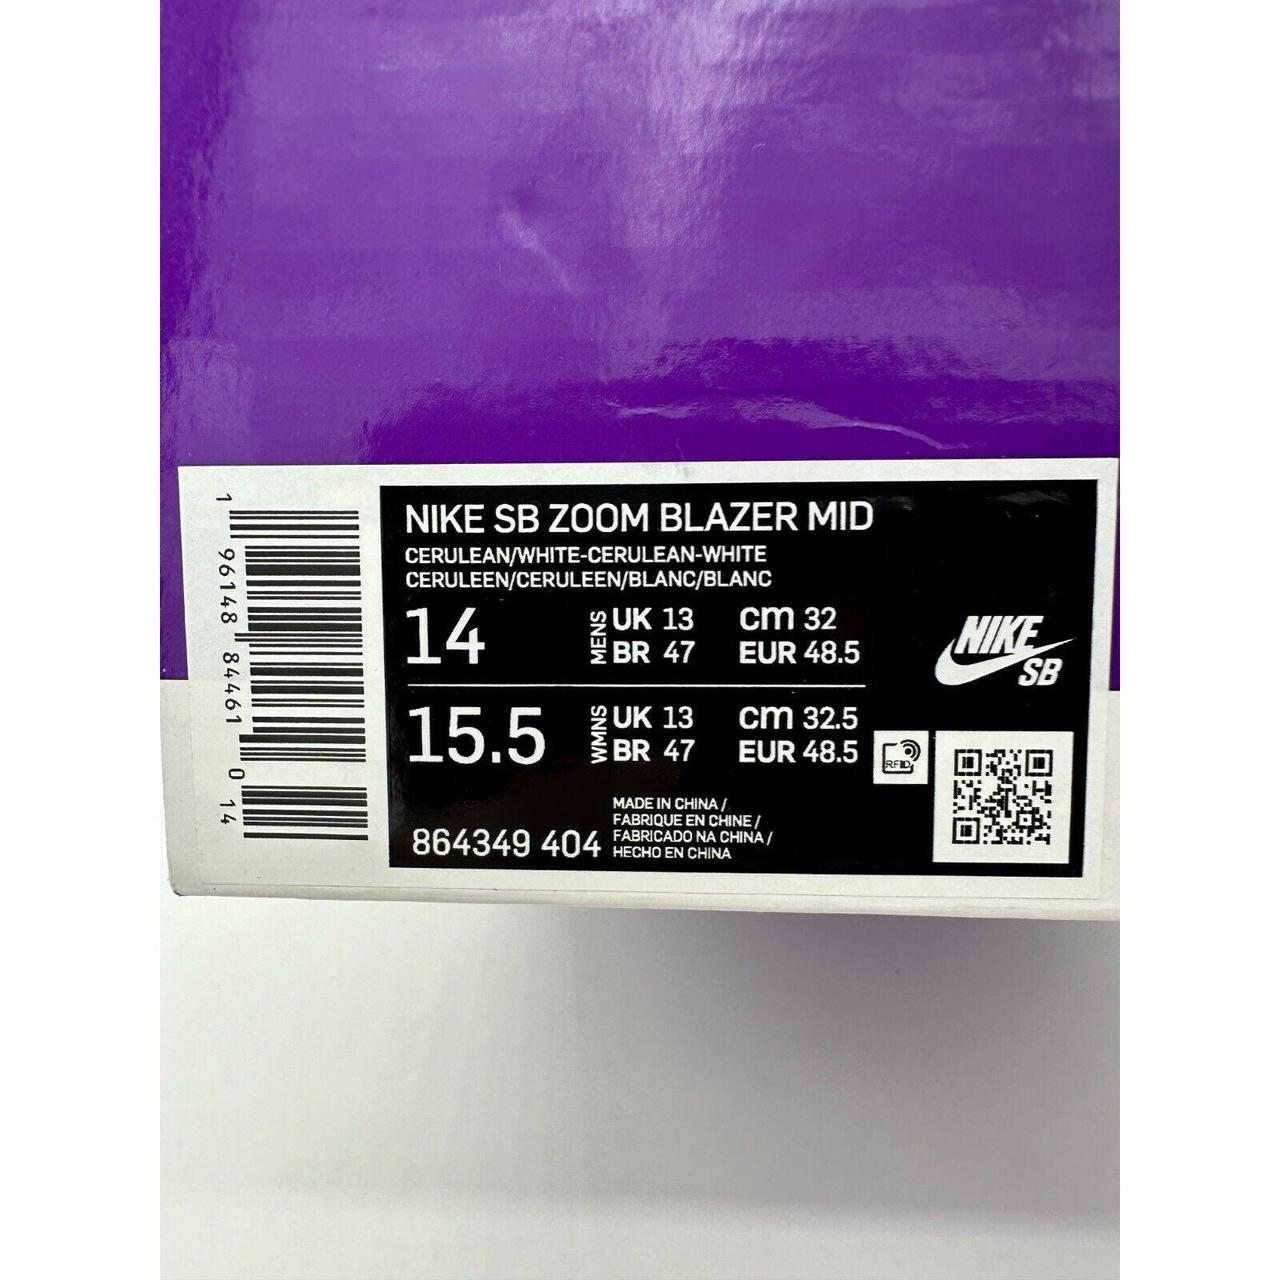 NIKE SB ZOOM BLAZER MID
CERULEAN/WHITE-CERULEAN-WHITE
CERULEEN/CERULEEN/BLANC/BLANC
14 MENS UK 13 cm 32
BR 47 EUR 48.5
15.5 WMNS UK 13 cm 32.5
BR 47 EUR 48.5
864349 404
MADE IN CHINA /
FABRIQUE EN CHINE /
FABRICADO NA CHINA /
HECHO EN CHINA
NIKE
SB
RFID
1 96148 84461 0 14